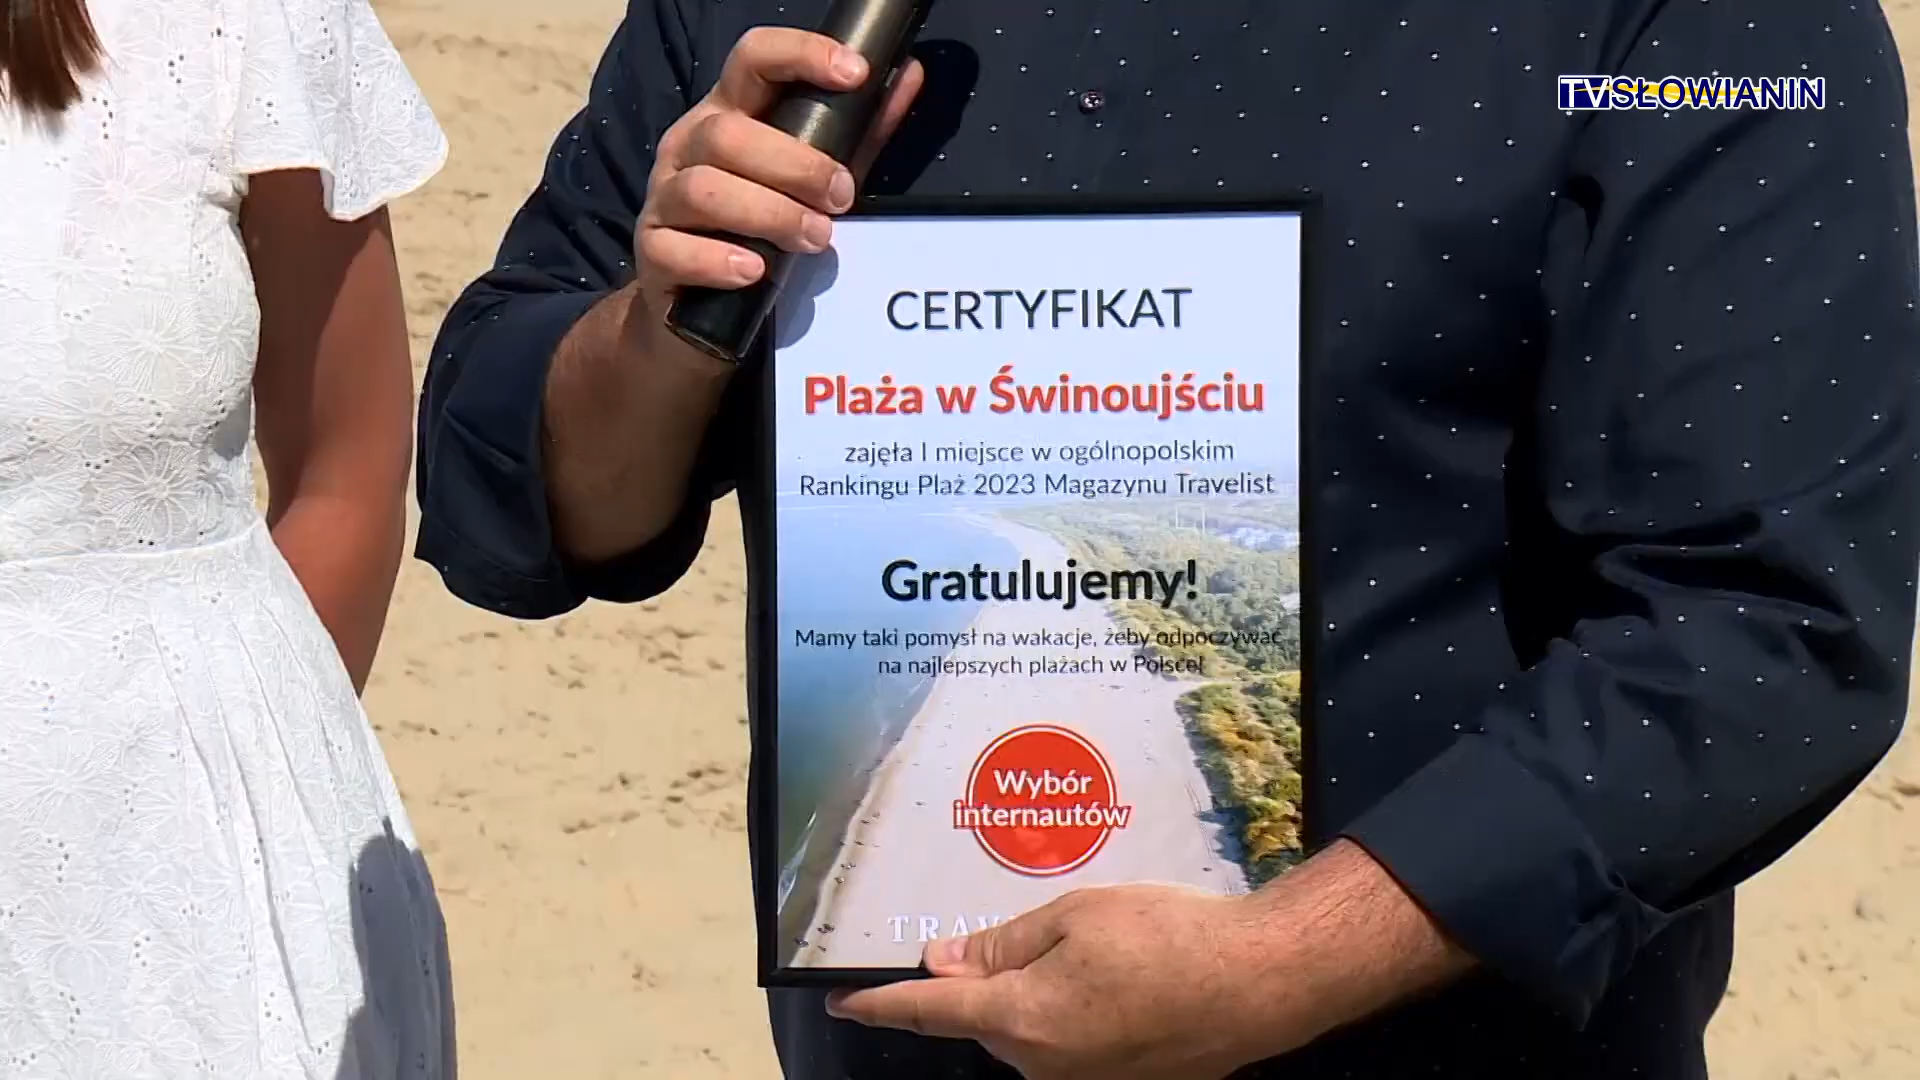 TVSŁOWIANIN
CERTYFIKAT
Plaża w Świnoujściu
zajęła I miejsce w ogólnopolskim
Rankingu Plaż 2023 Magazynu Travelist
Gratulujemy!
Mamy taki pomysł na wakacje, żeby odpoczywać
na najlepszych plażach w Polsce!
Wybór
internautów